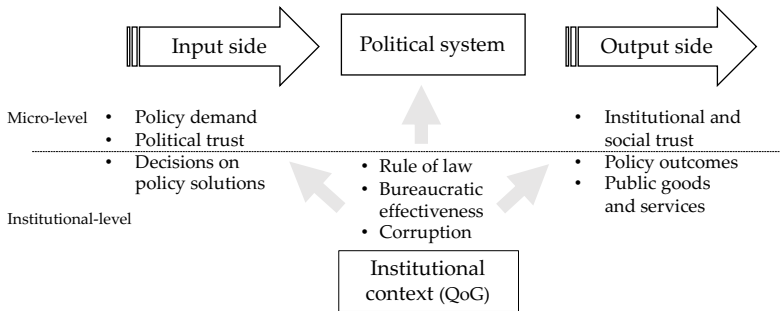 Input side
Political system
Output side
Micro-level
• Policy demand
• Political trust
• Decisions on
policy solutions
• Institutional and
social trust
• Policy outcomes
• Public goods
and services
Institutional-level
• Rule of law
• Bureaucratic
effectiveness
• Corruption
Institutional
context (QoG)